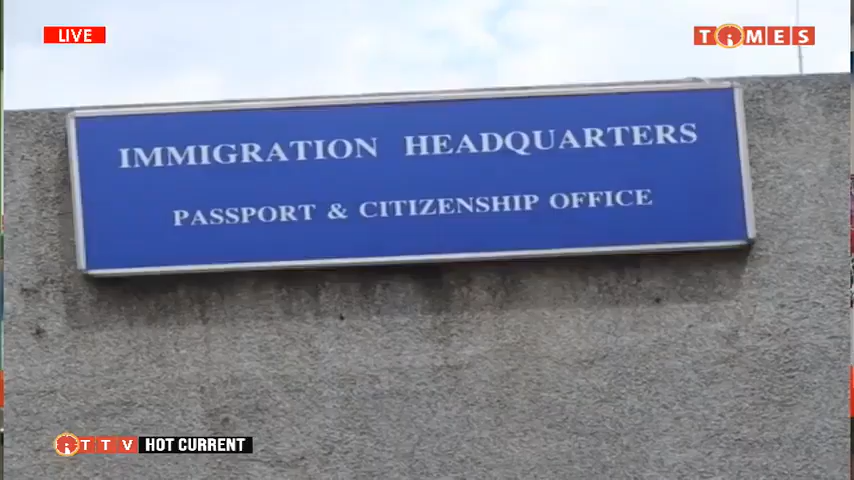 LIVE
TIMES
IMMIGRATION HEADQUARTERS
PASSPORT & CITIZENSHIP OFFICE
TTV HOT CURRENT